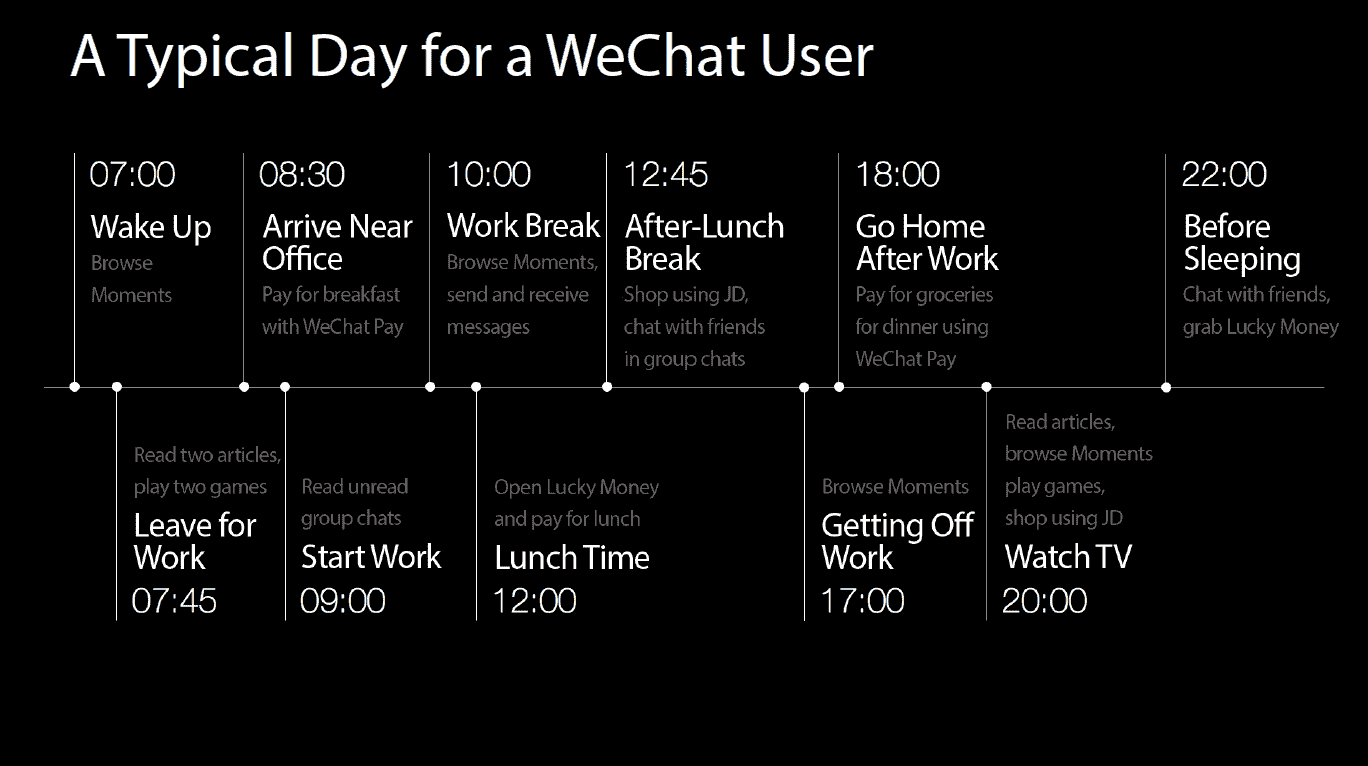 A Typical Day for a WeChat User
07:00
Wake Up
Browse
Moments
08:30
Arrive Near
Office
Pay for breakfast
with WeChat Pay
10:00
Work Break
Browse Moments,
send and receive
messages
12:45
After-Lunch
Break
Shop using JD,
chat with friends
in group chats
18:00
Go Home
After Work
Pay for groceries
for dinner using
WeChat Pay
22:00
Before
Sleeping
Chat with friends,
grab Lucky Money
Read two articles,
play two games
Leave for
Work
07:45
Read unread
group chats
Start Work
09:00
Open Lucky Money
and pay for lunch
Lunch Time
12:00
Browse Moments
Getting Off
Work
17:00
Read articles,
browse Moments
play games,
shop using JD
Watch TV
20:00